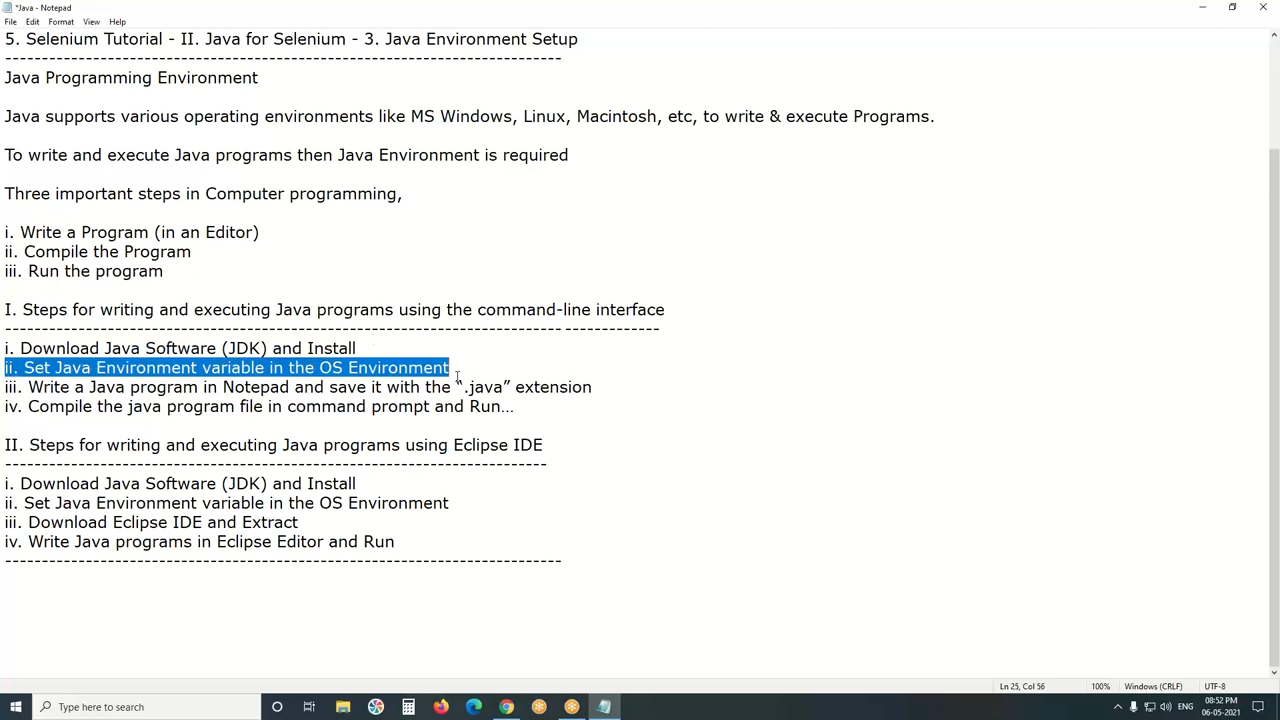 *Java - Notepad
File Edit Format View Help
5. Selenium Tutorial - II. Java for Selenium - 3. Java Environment Setup
-----------------------------------------------------------------------------
Java Programming Environment
Java supports various operating environments like MS Windows, Linux, Macintosh, etc, to write & execute Programs.
To write and execute Java programs then Java Environment is required
Three important steps in Computer programming,
i. Write a Program (in an Editor)
ii. Compile the Program
iii. Run the program
I. Steps for writing and executing Java programs using the command-line interface
------------------------------------------------------------------------------------------
i. Download Java Software (JDK) and Install
ii. Set Java Environment variable in the OS Environment
iii. Write a Java program in Notepad and save it with the “.java” extension
iv. Compile the java program file in command prompt and Run...
II. Steps for writing and executing Java programs using Eclipse IDE
---------------------------------------------------------------------------
i. Download Java Software (JDK) and Install
ii. Set Java Environment variable in the OS Environment
iii. Download Eclipse IDE and Extract
iv. Write Java programs in Eclipse Editor and Run
-----------------------------------------------------------------------------
Ln 25, Col 56 100% Windows (CRLF) UTF-8
Type here to search
08:52 PM
06-05-2021